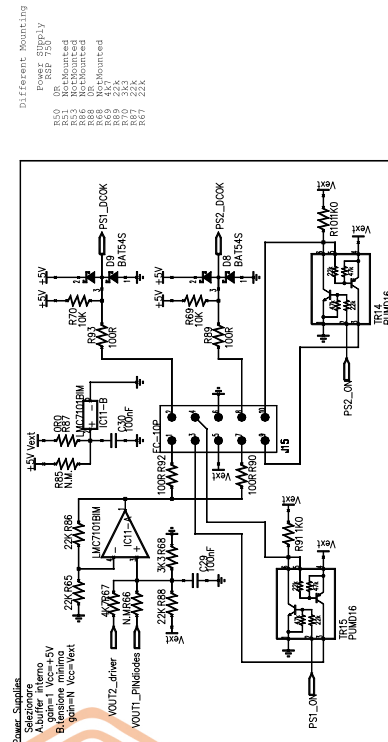 Different Mounting
Power SUpply
RSP 750
R50 0R
R51 NotMounted
R53 NotMounted
R86 NotMounted
R88 0R
R68 NotMounted
R69 4k7
R89 22k
R70 3k3
R87 22k
R67 22k
Power Supplies
Selezionare
A.buffer interno
gain=1 Vcc=+5V
B.tensione minima
gain=N Vcc=Vext
22K R65
22K R86
LMC7101BIM
IC11-A
4K7 R67
N.M R66
VOUT2_driver
VOUT1_PINdiodes
22K R88
3K3 R68
C29
100nF
Vext
+5V
Vext
R85
N.M.
0R0
R87
LMC7101BIM
IC11-B
C30
100nF
100R R92
100R R90
FC-10P
J15
Vext
R93
100R
R70
10K
+5V
+5V
D9
BAT54S
PS1_DCOK
R89
100R
R69
10K
+5V
+5V
D8
BAT54S
PS2_DCOK
R91 1K0
Vext
Vext
TR15
PUMD16
PS1_ON
R101 1K0
Vext
Vext
TR14
PUMD16
PS2_ON